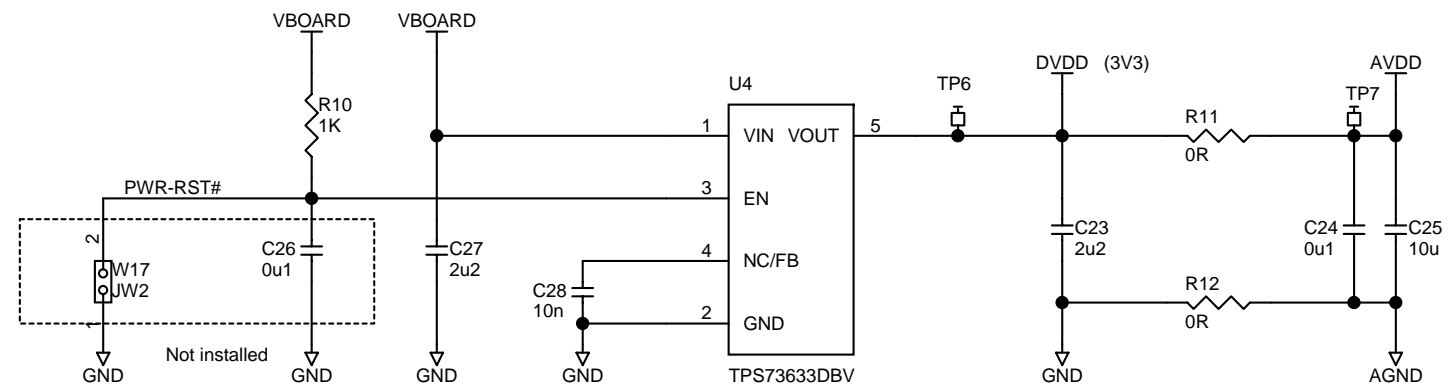 VBOARD VBOARD
DVDD (3V3) AVDD
U4
TP6 TP7
R10
1K
R11
0R
1 VIN VOUT 5
PWR-RST#
3 EN
2
C26
0u1
C27
2u2
C23
2u2
C24
0u1
C25
10u
4 NC/FB
W17
JW2
C28
10n
R12
0R
2 GND
1
Not installed
GND GND GND GND TPS73633DBV GND AGND